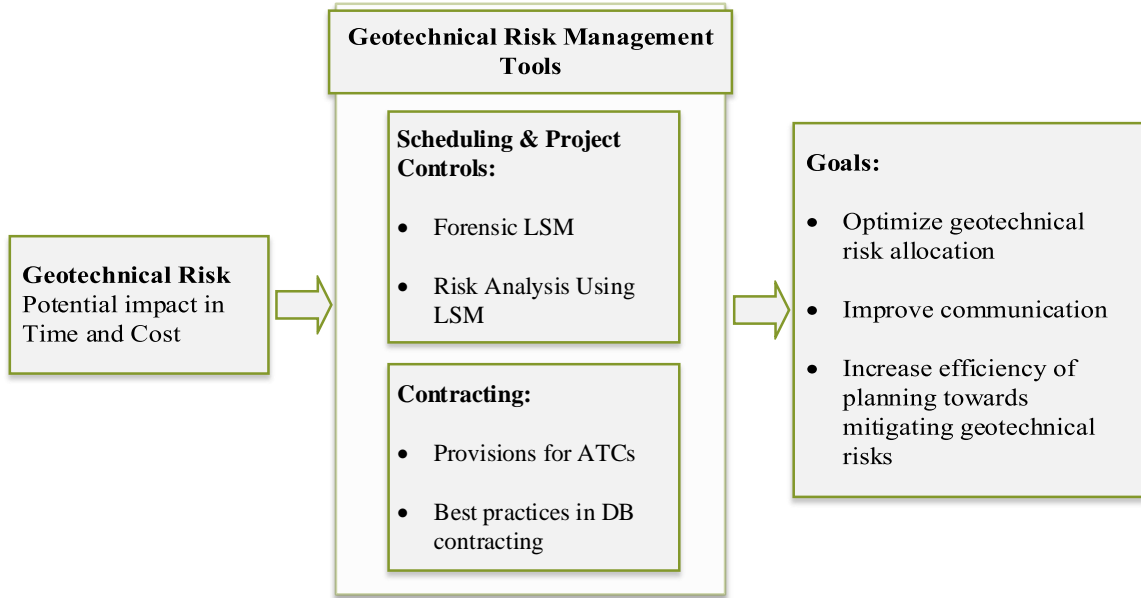 Geotechnical Risk Management
Tools
Geotechnical Risk
Potential impact in
Time and Cost
Scheduling & Project
Controls:
• Forensic LSM
• Risk Analysis Using
LSM
Contracting:
• Provisions for ATCs
• Best practices in DB
contracting
Goals:
• Optimize geotechnical
risk allocation
• Improve communication
• Increase efficiency of
planning towards
mitigating geotechnical
risks